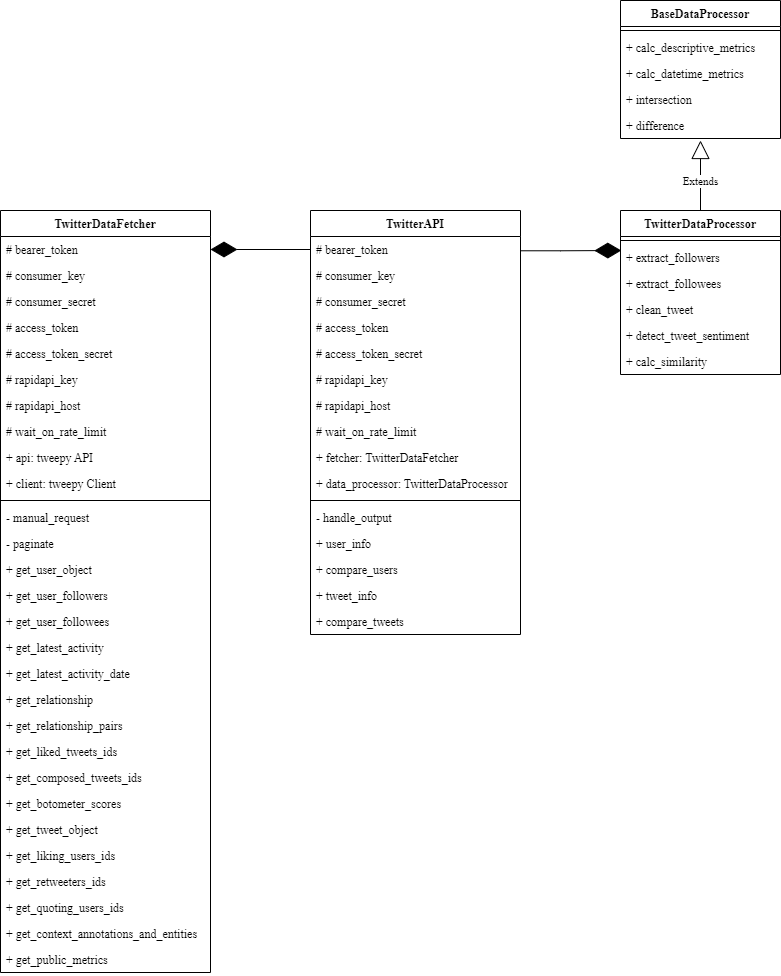 BaseDataProcessor
+ calc_descriptive_metrics
+ calc_datetime_metrics
+ intersection
+ difference
Extends
TwitterDataFetcher
# bearer_token
# consumer_key
# consumer_secret
# access_token
# access_token_secret
# rapidapi_key
# rapidapi_host
# wait_on_rate_limit
+ api: tweepy API
+ client: tweepy Client
- manual_request
- paginate
+ get_user_object
+ get_user_followers
+ get_user_followees
+ get_latest_activity
+ get_latest_activity_date
+ get_relationship
+ get_relationship_pairs
+ get_liked_tweets_ids
+ get_composed_tweets_ids
+ get_botometer_scores
+ get_tweet_object
+ get_liking_users_ids
+ get_retweeters_ids
+ get_quoting_users_ids
+ get_context_annotations_and_entities
+ get_public_metrics
TwitterAPI
# bearer_token
# consumer_key
# consumer_secret
# access_token
# access_token_secret
# rapidapi_key
# rapidapi_host
# wait_on_rate_limit
+ fetcher: TwitterDataFetcher
+ data_processor: TwitterDataProcessor
- handle_output
+ user_info
+ compare_users
+ tweet_info
+ compare_tweets
TwitterDataProcessor
+ extract_followers
+ extract_followees
+ clean_tweet
+ detect_tweet_sentiment
+ calc_similarity